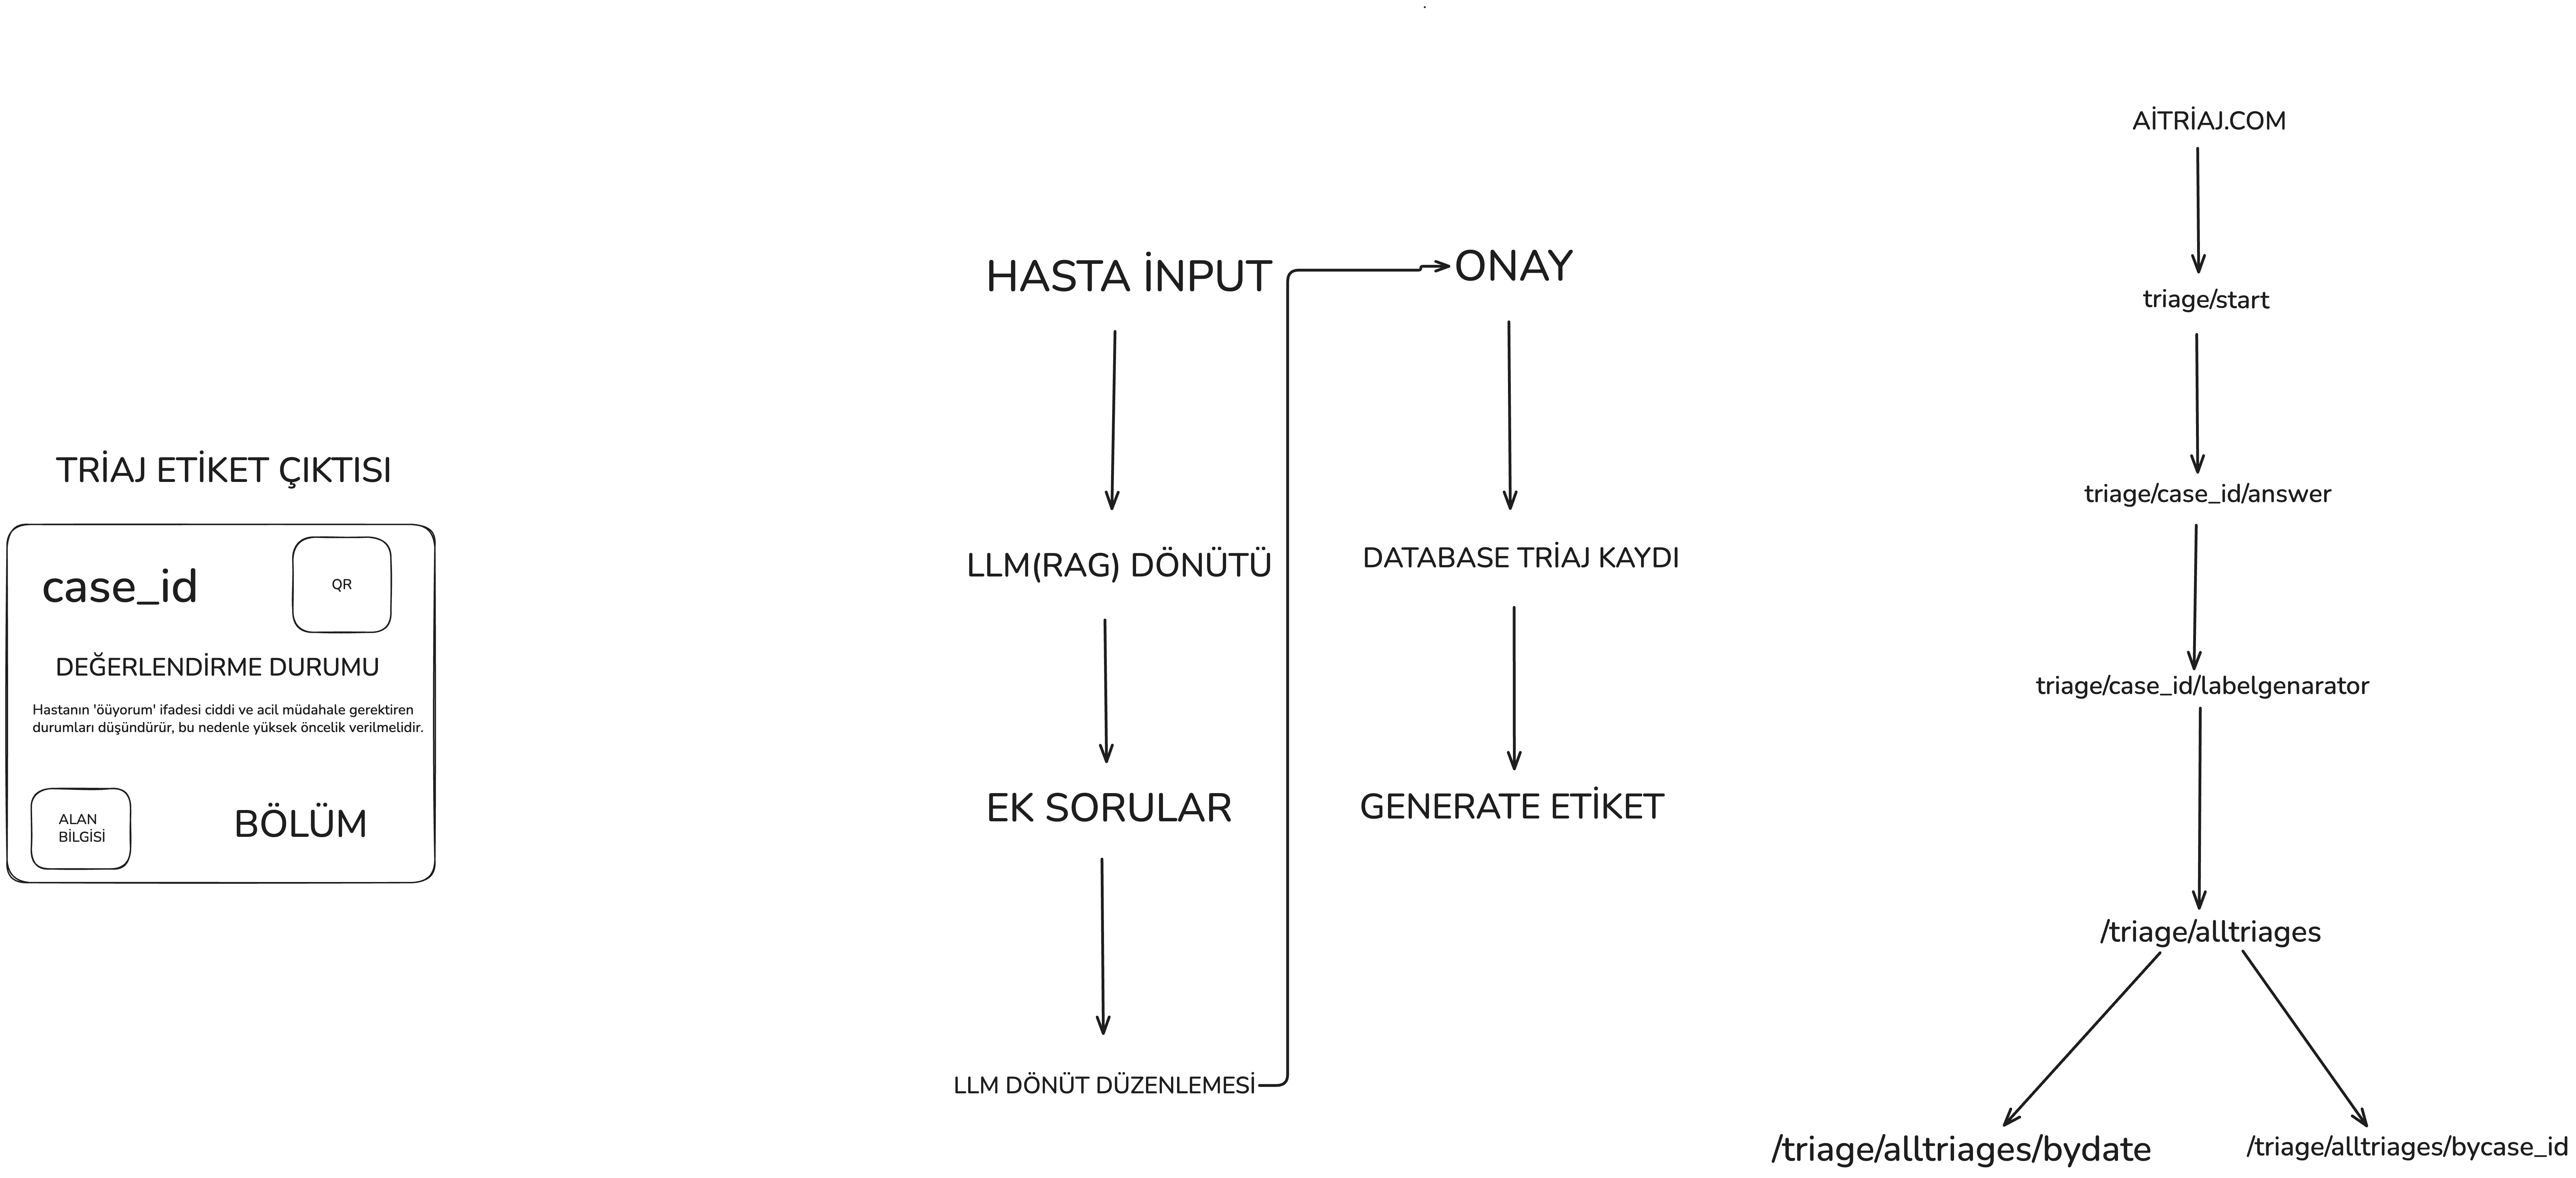 TRİAJ ETİKET ÇIKTISI
case_id
QR
DEĞERLENDİRME DURUMU
Hastanın 'öüyorum' ifadesi ciddi ve acil müdahale gerektiren
durumları düşündürür, bu nedenle yüksek öncelik verilmelidir.
ALAN
BİLGİSİ
BÖLÜM
HASTA İNPUT
LLM(RAG) DÖNÜTÜ
EK SORULAR
LLM DÖNÜT DÜZENLEMESİ
ONAY
DATABASE TRİAJ KAYDI
GENERATE ETİKET
AİTRİAJ.COM
triage/start
triage/case_id/answer
triage/case_id/labelgenarator
/triage/alltriages
/triage/alltriages/bydate
/triage/alltriages/bycase_id